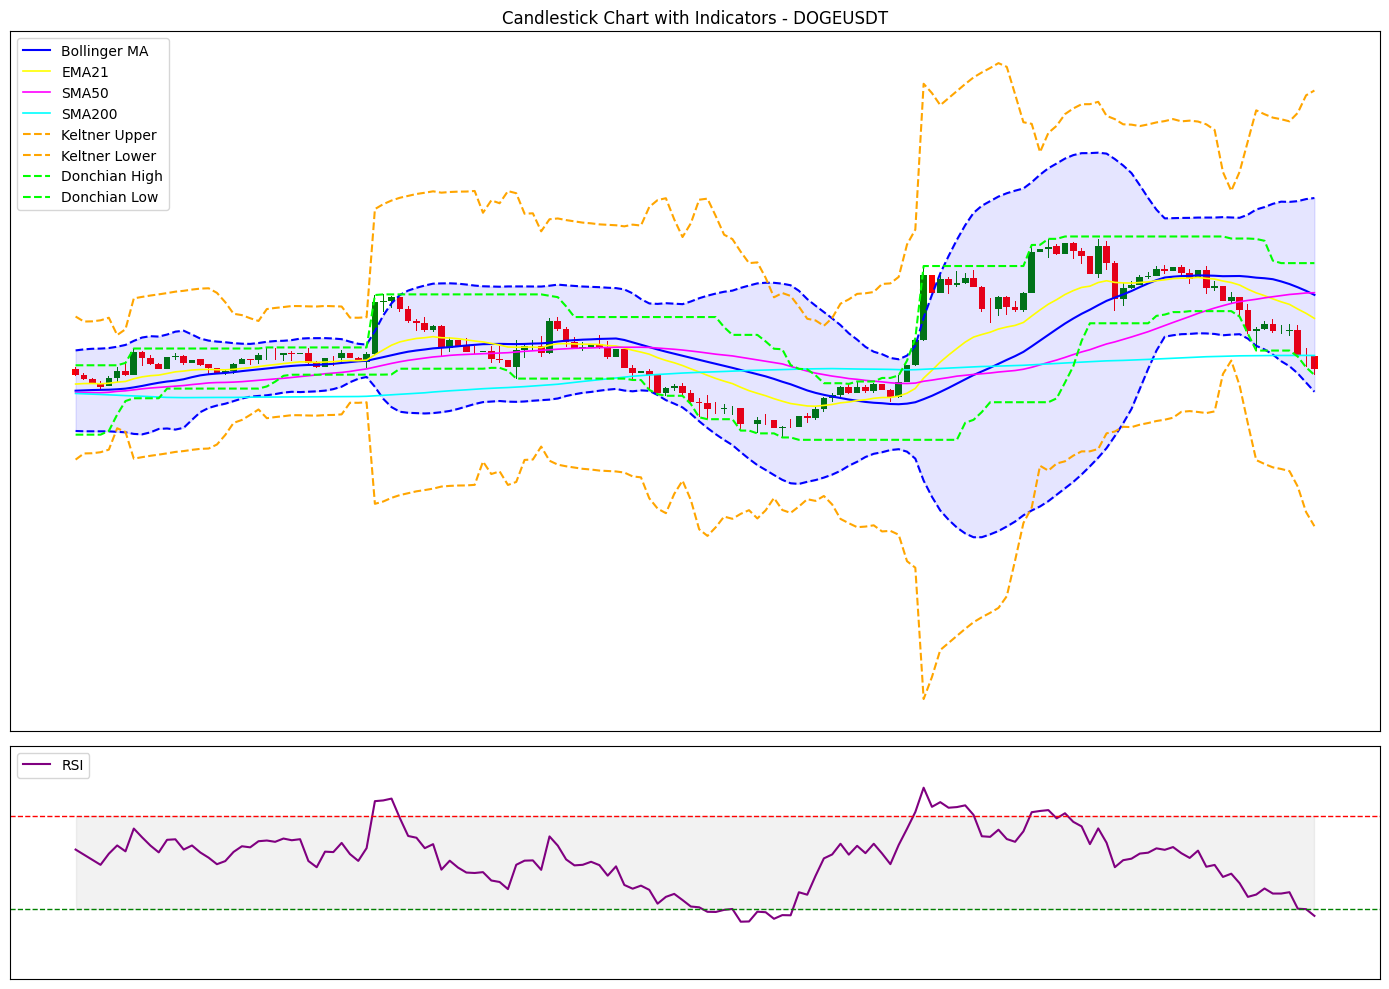 Candlestick Chart with Indicators - DOGEUSDT
Bollinger MA
EMA21
SMA50
SMA200
Keltner Upper
Keltner Lower
Donchian High
Donchian Low
RSI